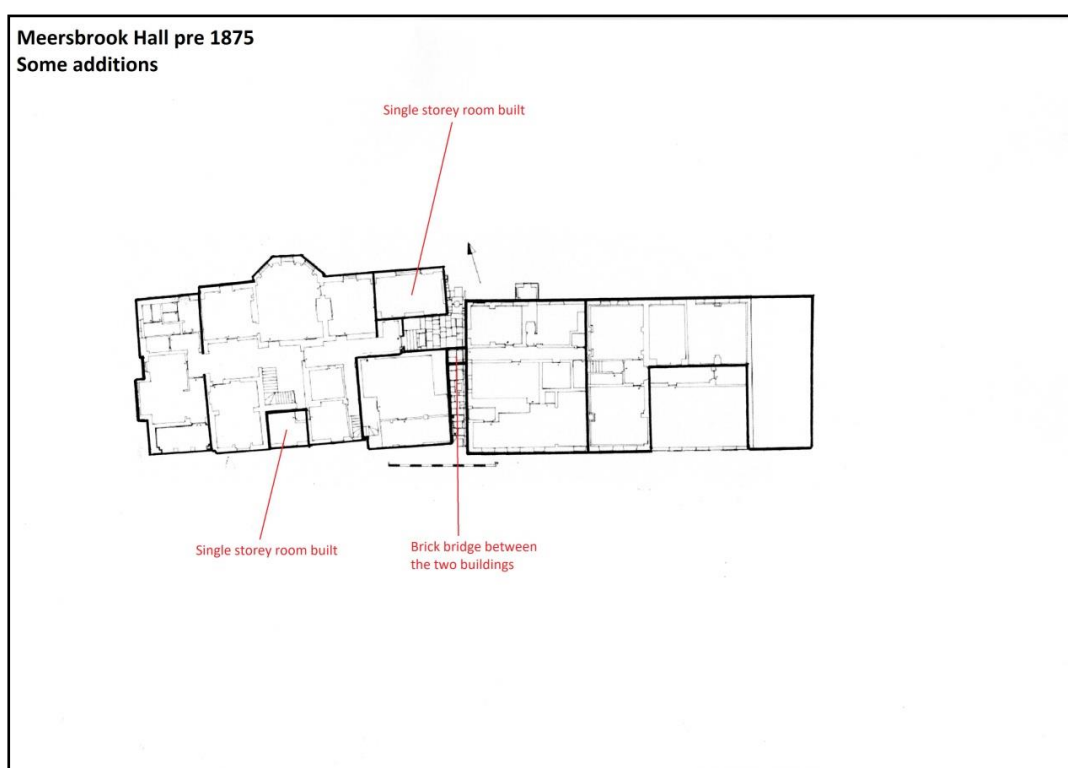 Meersbrook Hall pre 1875
Some additions
Single storey room built
Single storey room built
Brick bridge between
the two buildings